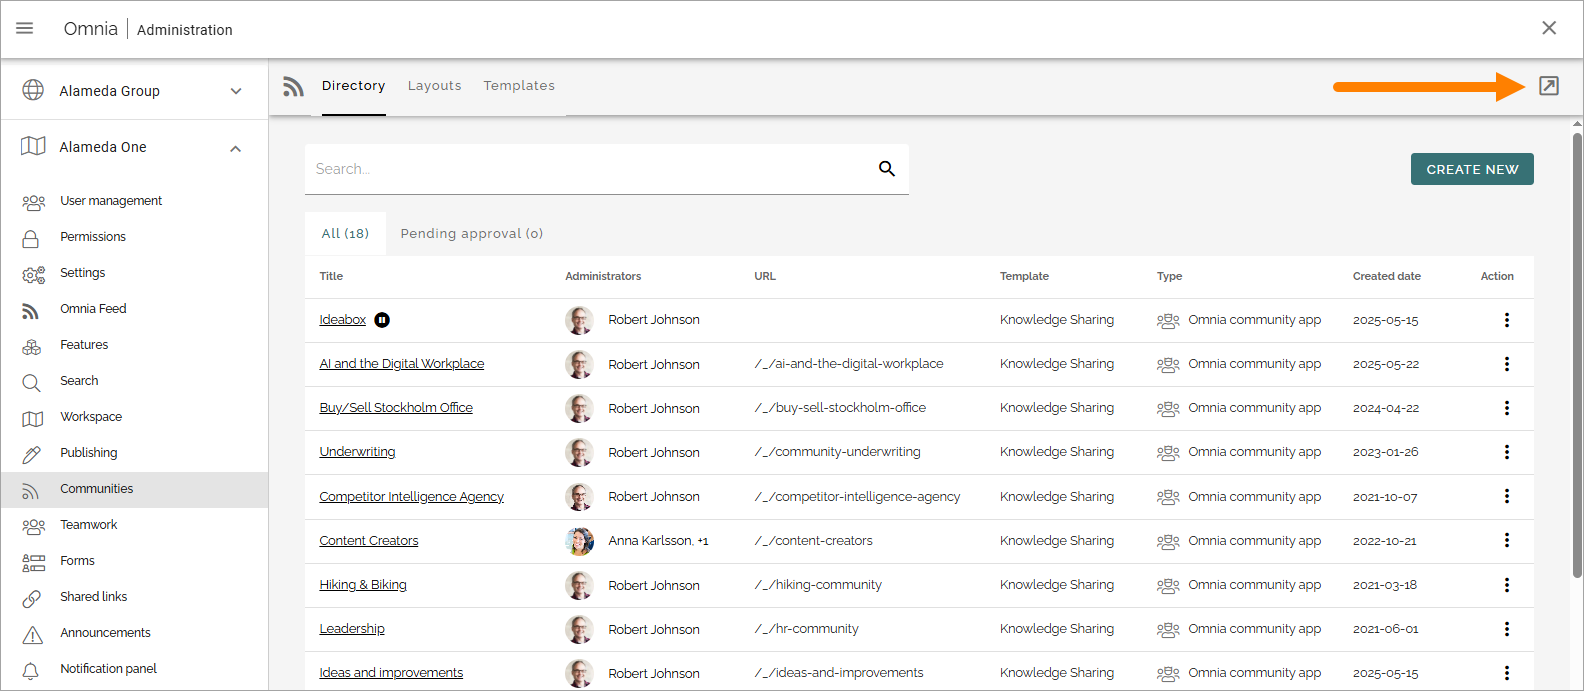 Omnia | Administration
Alameda Group
Directory Layouts Templates
Alameda One
User management
Permissions
Settings
Omnia Feed
Features
Search
Workspace
Publishing
Communities
Teamwork
Forms
Shared links
Announcements
Notification panel
Search...
CREATE NEW
All (18) Pending approval (0)
Title Administrators URL Template Type Created date Action
Ideabox Robert Johnson Knowledge Sharing Omnia community app 2025-05-15
AI and the Digital Workplace Robert Johnson /_/ai-and-the-digital-workplace Knowledge Sharing Omnia community app 2025-05-22
Buy/Sell Stockholm Office Robert Johnson /_/buy-sell-stockholm-office Knowledge Sharing Omnia community app 2024-04-22
Underwriting Robert Johnson /_/community-underwriting Knowledge Sharing Omnia community app 2023-01-26
Competitor Intelligence Agency Robert Johnson /_/competitor-intelligence-agency Knowledge Sharing Omnia community app 2021-10-07
Content Creators Anna Karlsson, +1 /_/content-creators Knowledge Sharing Omnia community app 2022-10-21
Hiking & Biking Robert Johnson /_/hiking-community Knowledge Sharing Omnia community app 2021-03-18
Leadership Robert Johnson /_/hr-community Knowledge Sharing Omnia community app 2021-06-01
Ideas and improvements Robert Johnson /_/ideas-and-improvements Knowledge Sharing Omnia community app 2025-05-15